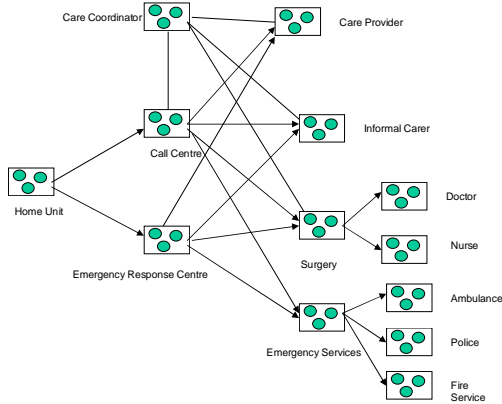 Care Coordinator
Care Provider
Informal Carer
Call Centre
Home Unit
Doctor
Nurse
Surgery
Emergency Response Centre
Ambulance
Police
Emergency Services
Fire
Service